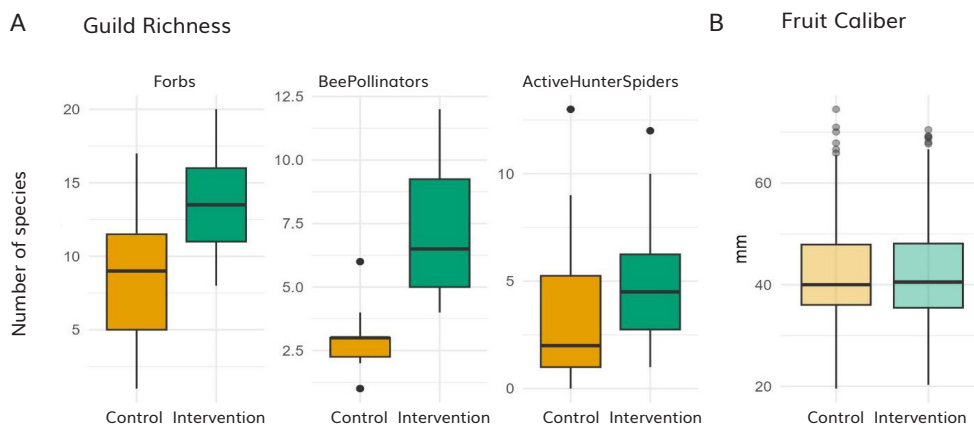 A Guild Richness
B Fruit Caliber
Forbs
BeePollinators
ActiveHunterSpiders
Number of species
20
15
10
5
12.5
10.0
7.5
5.0
2.5
10
5
0
mm
60
40
20
Control Intervention
Control Intervention
Control Intervention
Control Intervention